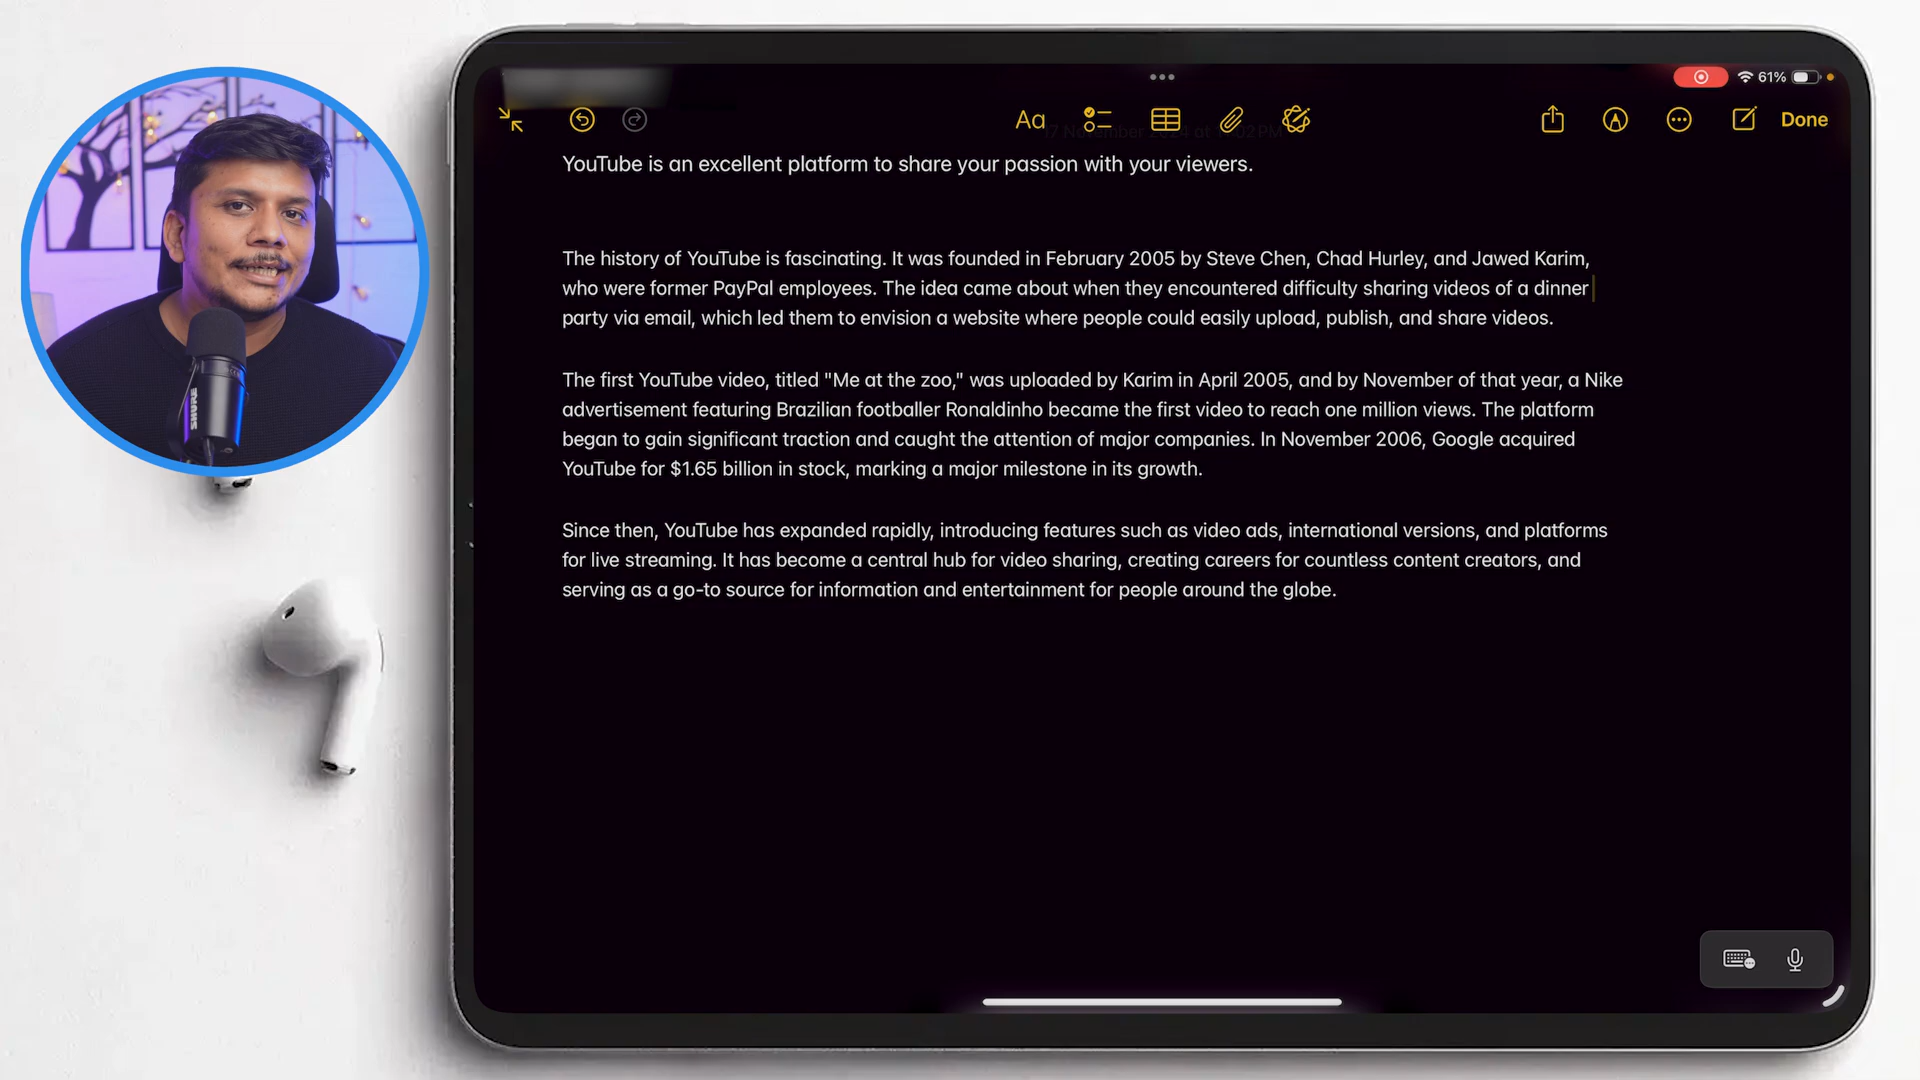 61%
Aa
Done
YouTube is an excellent platform to share your passion with your viewers.
The history of YouTube is fascinating. It was founded in February 2005 by Steve Chen, Chad Hurley, and Jawed Karim,
who were former PayPal employees. The idea came about when they encountered difficulty sharing videos of a dinner
party via email, which led them to envision a website where people could easily upload, publish, and share videos.
The first YouTube video, titled "Me at the zoo," was uploaded by Karim in April 2005, and by November of that year, a Nike
advertisement featuring Brazilian footballer Ronaldinho became the first video to reach one million views. The platform
began to gain significant traction and caught the attention of major companies. In November 2006, Google acquired
YouTube for $1.65 billion in stock, marking a major milestone in its growth.
Since then, YouTube has expanded rapidly, introducing features such as video ads, international versions, and platforms
for live streaming. It has become a central hub for video sharing, creating careers for countless content creators, and
serving as a go-to source for information and entertainment for people around the globe.
SHURE